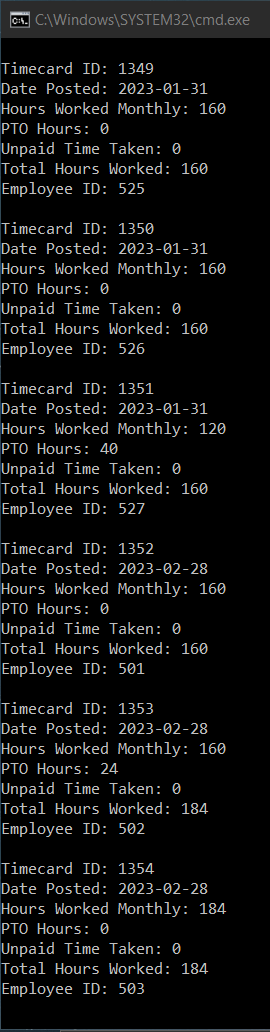 C:\Windows\SYSTEM32\cmd.exe
Timecard ID: 1349
Date Posted: 2023-01-31
Hours Worked Monthly: 160
PTO Hours: 0
Unpaid Time Taken: 0
Total Hours Worked: 160
Employee ID: 525
Timecard ID: 1350
Date Posted: 2023-01-31
Hours Worked Monthly: 160
PTO Hours: 0
Unpaid Time Taken: 0
Total Hours Worked: 160
Employee ID: 526
Timecard ID: 1351
Date Posted: 2023-01-31
Hours Worked Monthly: 120
PTO Hours: 40
Unpaid Time Taken: 0
Total Hours Worked: 160
Employee ID: 527
Timecard ID: 1352
Date Posted: 2023-02-28
Hours Worked Monthly: 160
PTO Hours: 0
Unpaid Time Taken: 0
Total Hours Worked: 160
Employee ID: 501
Timecard ID: 1353
Date Posted: 2023-02-28
Hours Worked Monthly: 160
PTO Hours: 24
Unpaid Time Taken: 0
Total Hours Worked: 184
Employee ID: 502
Timecard ID: 1354
Date Posted: 2023-02-28
Hours Worked Monthly: 184
PTO Hours: 0
Unpaid Time Taken: 0
Total Hours Worked: 184
Employee ID: 503